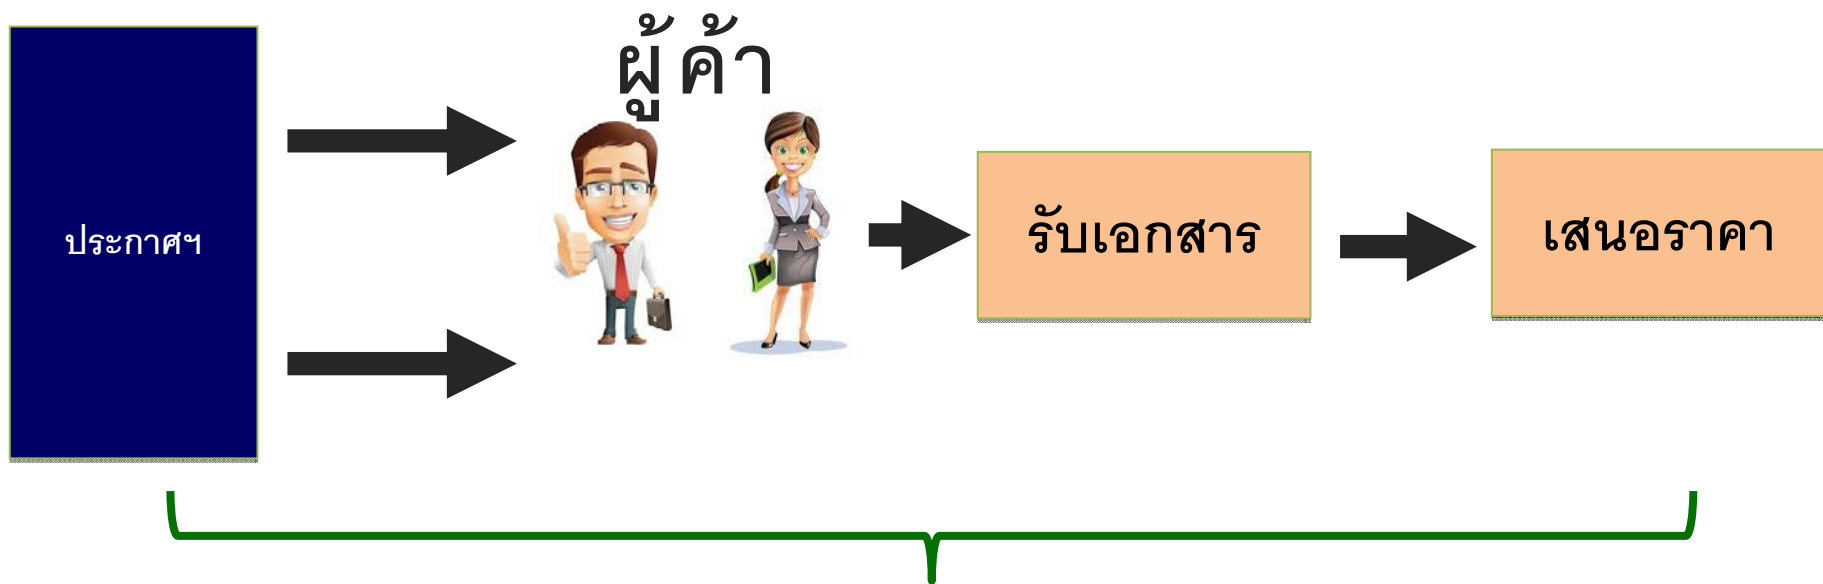 ผู้ค้า
ประกาศฯ
รับเอกสาร
เสนอราคา